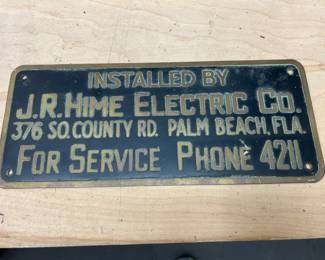 INSTALLED BY
J.R. HIME ELECTRIC CO.
376 SO. COUNTY RD. PALM BEACH, FLA.
FOR SERVICE PHONE 4211